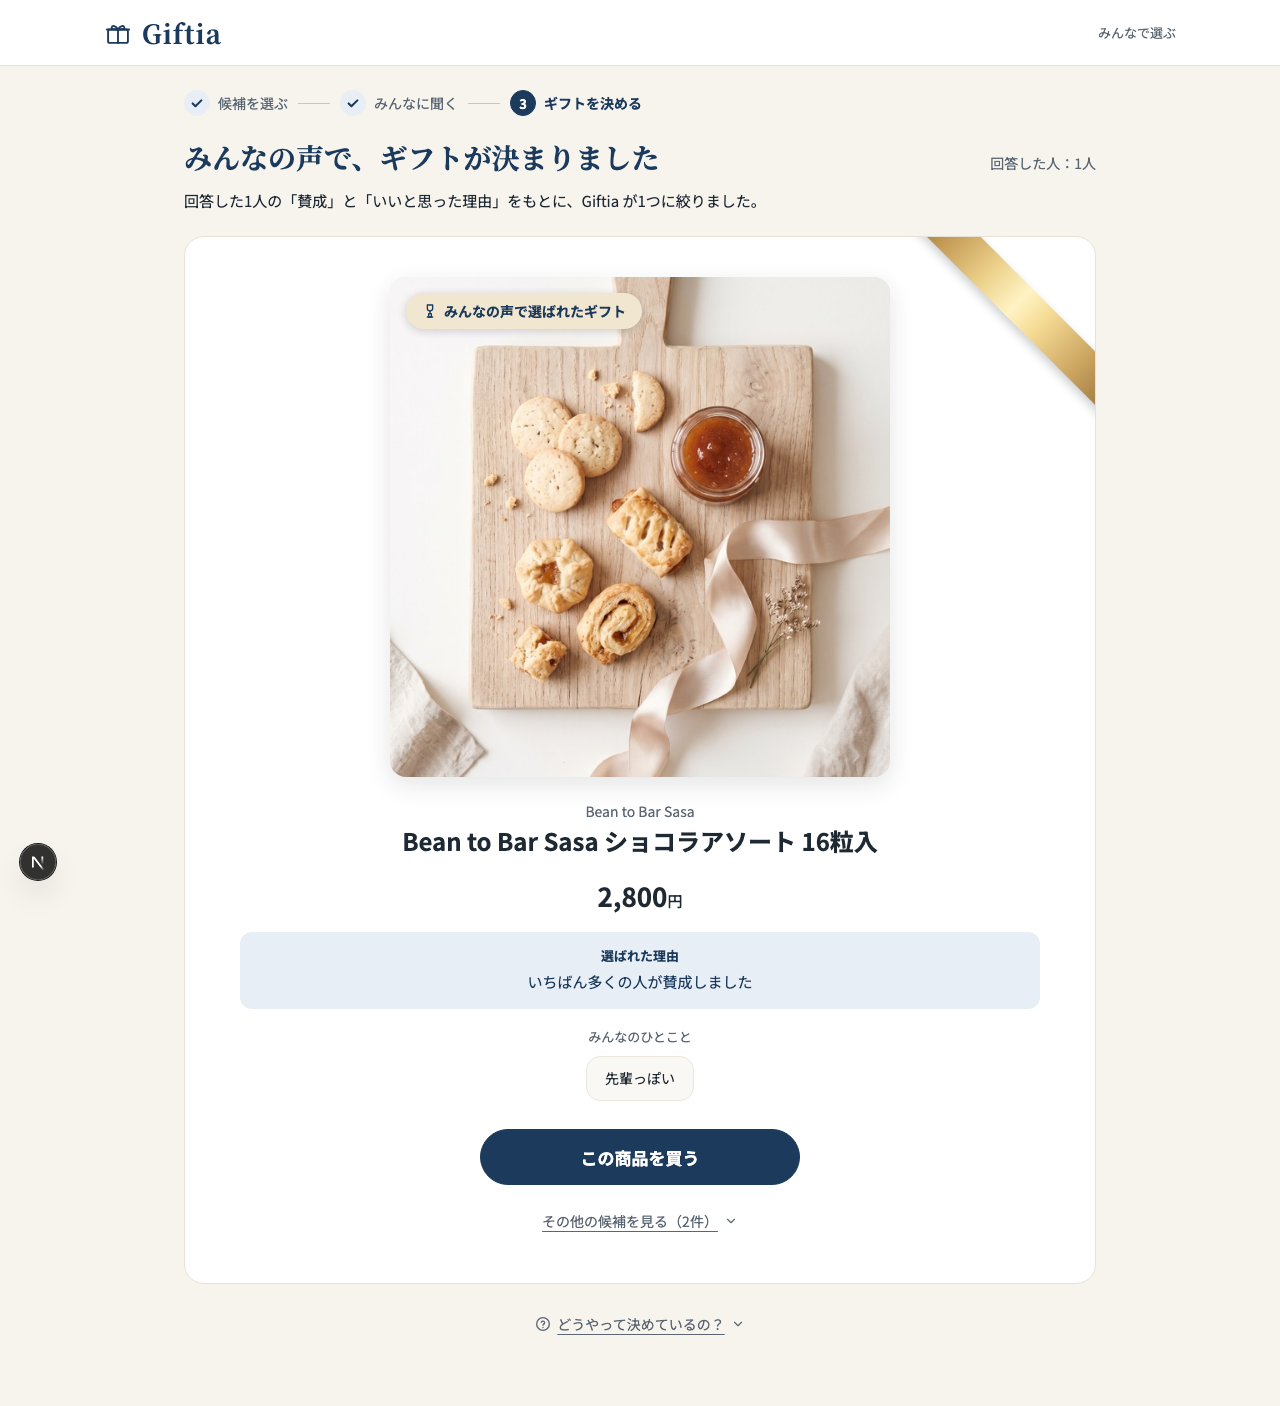 Giftia
みんなで選ぶ
候補を選ぶ
みんなに聞く
3 ギフトを決める
みんなの声で、ギフトが決まりました
回答した人：1人
回答した1人の「賛成」と「いいと思った理由」をもとに、Giftia が1つに絞りました。
みんなの声で選ばれたギフト
Bean to Bar Sasa
Bean to Bar Sasa ショコラアソート 16粒入
2,800円
選ばれた理由
いちばん多くの人が賛成しました
みんなのひとこと
先輩っぽい
この商品を買う
その他の候補を見る（2件）
どうやって決めているの？
N